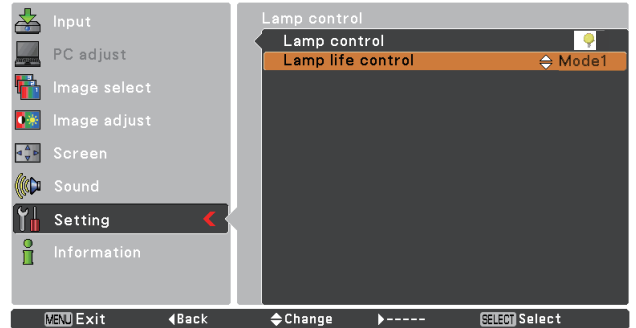 Input
PC adjust
Image select
Image adjust
Screen
Sound
Setting
Information
Lamp control
Lamp control
Lamp life control Mode1
MENU Exit Back Change ----- SELECT Select